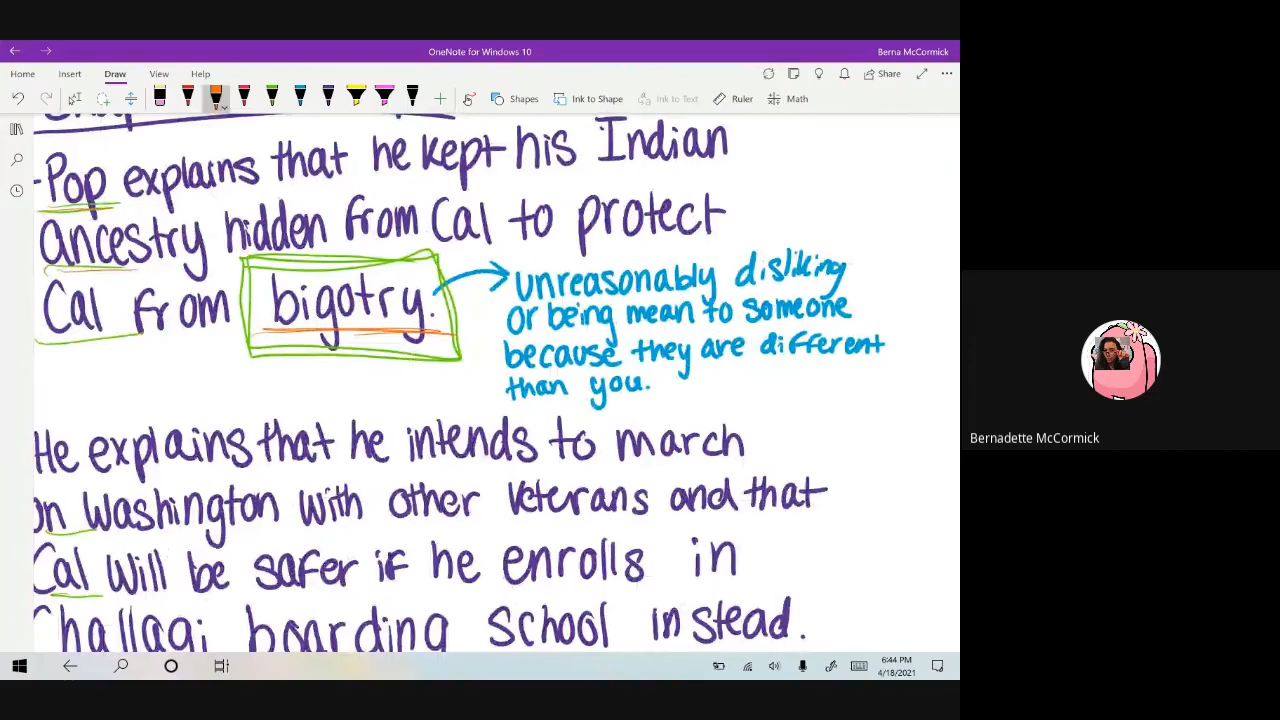 OneNote for Windows 10
Berna McCormick
Home Insert Draw View Help
Share
Shapes Ink to Shape Ink to Text Ruler Math
-Pop explains that he kept his Indian
Ancestry hidden from Cal to protect
Cal from bigotry.
Unreasonably disliking
Or being mean to someone
because they are different
than you.
He explains that he intends to march
On Washington with other veterans and that
Cal will be safer if he enrolls in
Challagi boarding school instead.
Bernadette McCormick
6:44 PM
4/18/2021